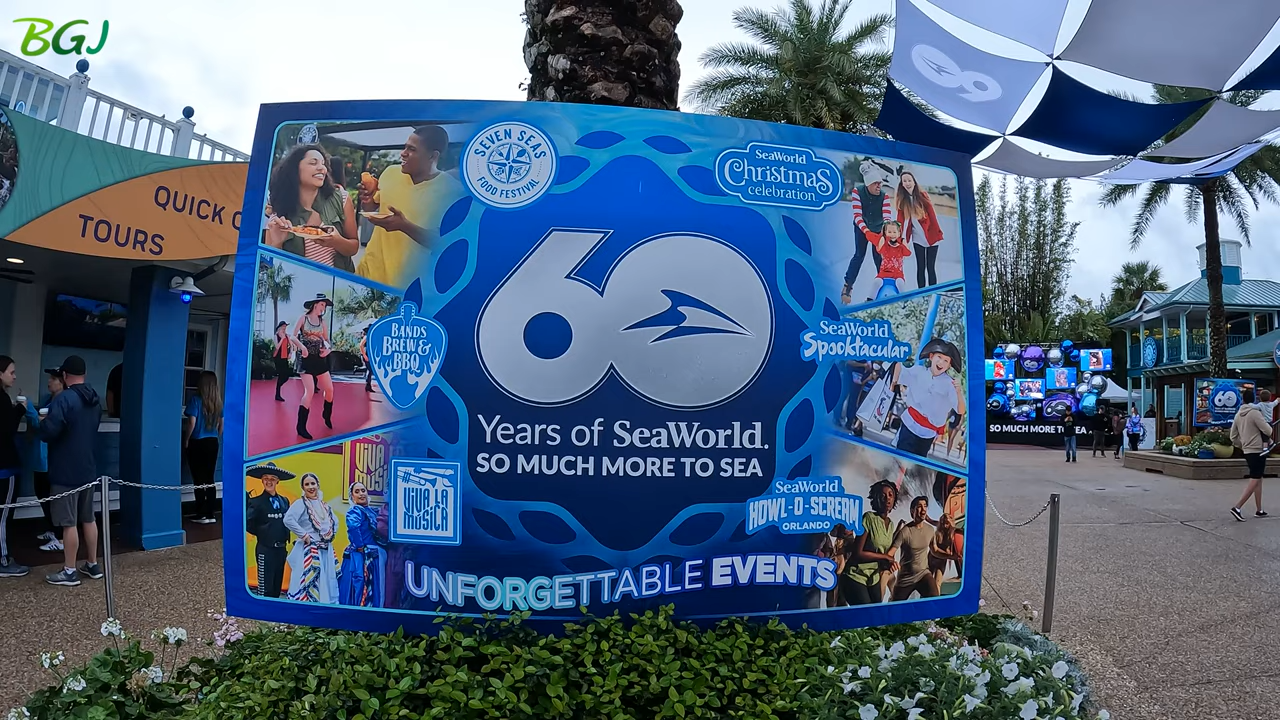 BGJ
QUICK
TOURS
SEVEN SEAS
FOOD FESTIVAL
SeaWorld
Christmas
celebration.
60
BANDS
BREW &
BBQ
SeaWorld
Spooktacular
Years of SeaWorld.
SO MUCH MORE TO SEA
VIVA LA
MÚSICA
SeaWorld
HOWL-O-SCREAM
ORLANDO
UNFORGETTABLE EVENTS
60
SO MUCH MORE TO SEA
60